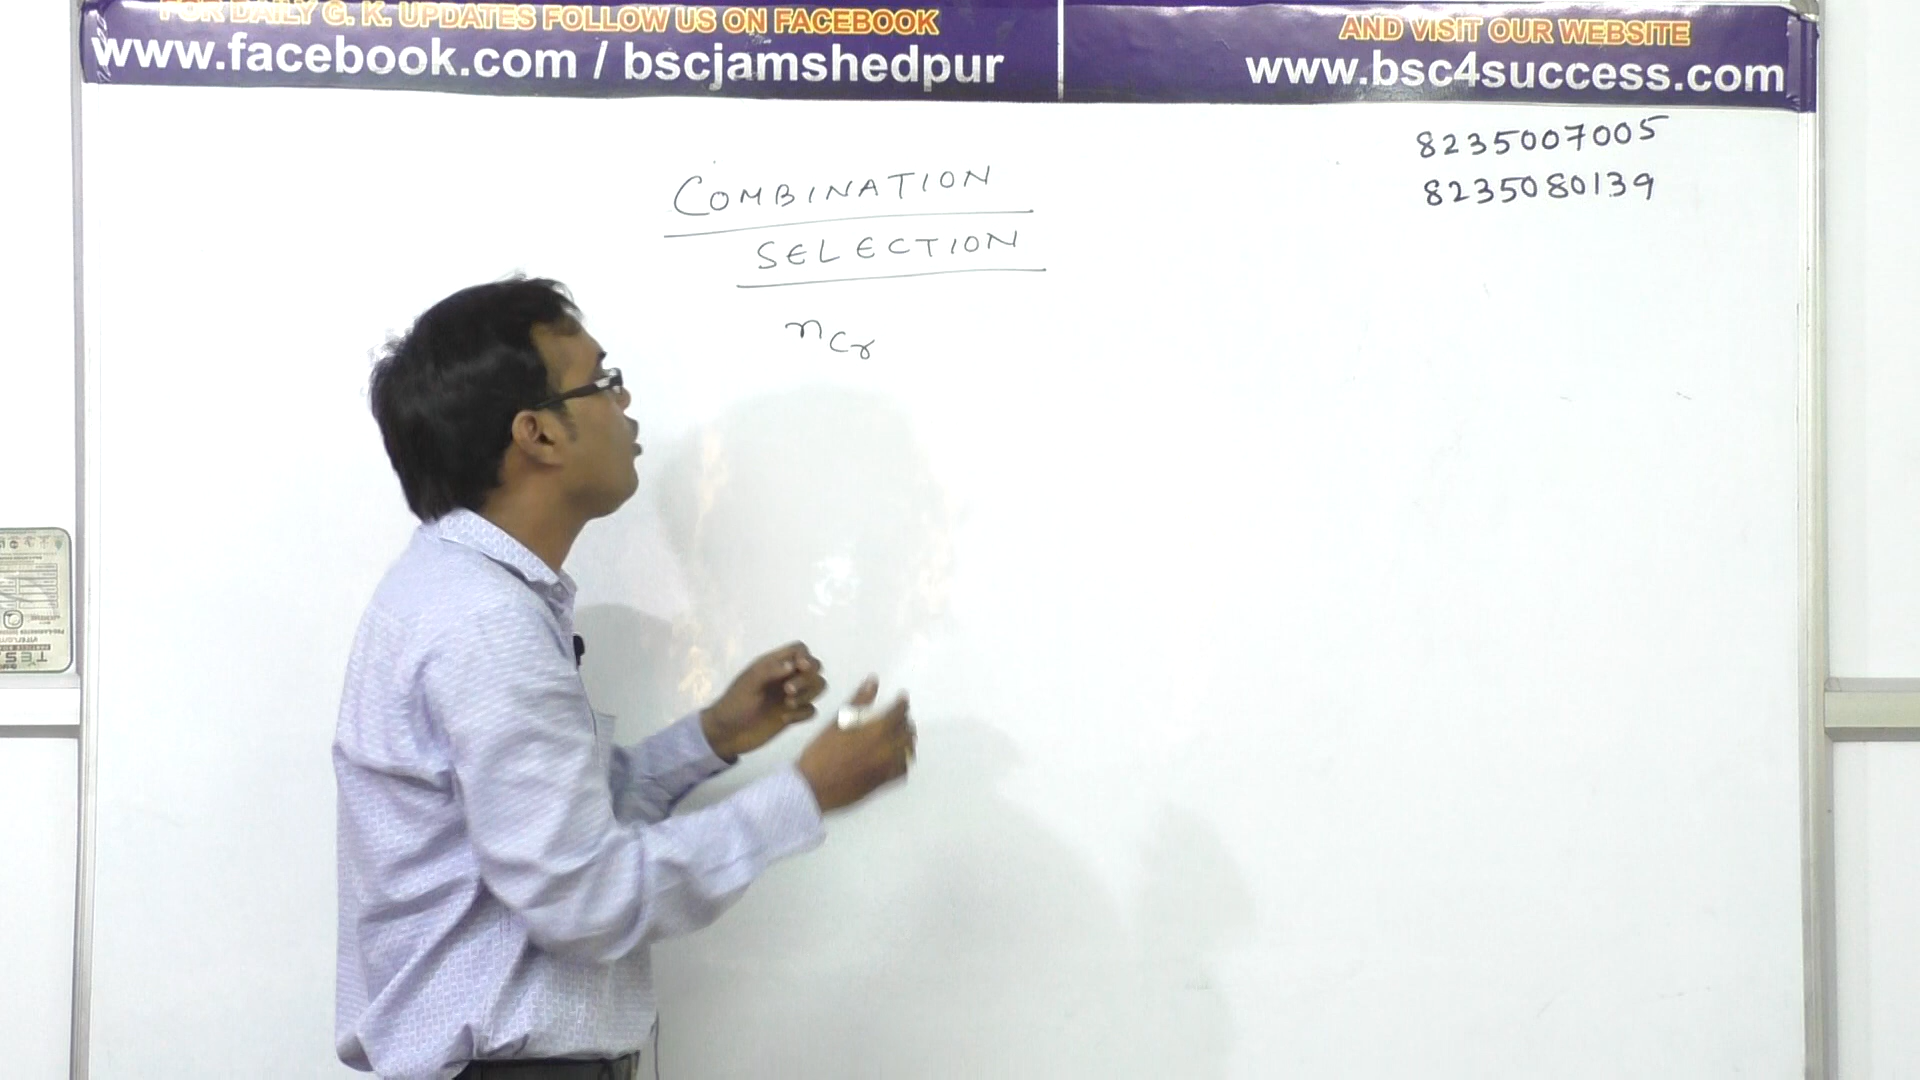 FOR DAILY G. K. UPDATES FOLLOW US ON FACEBOOK
www.facebook.com / bscjamshedpur
AND VISIT OUR WEBSITE
www.bsc4success.com
8235007005
8235080139
COMBINATION
SELECTION
nCr